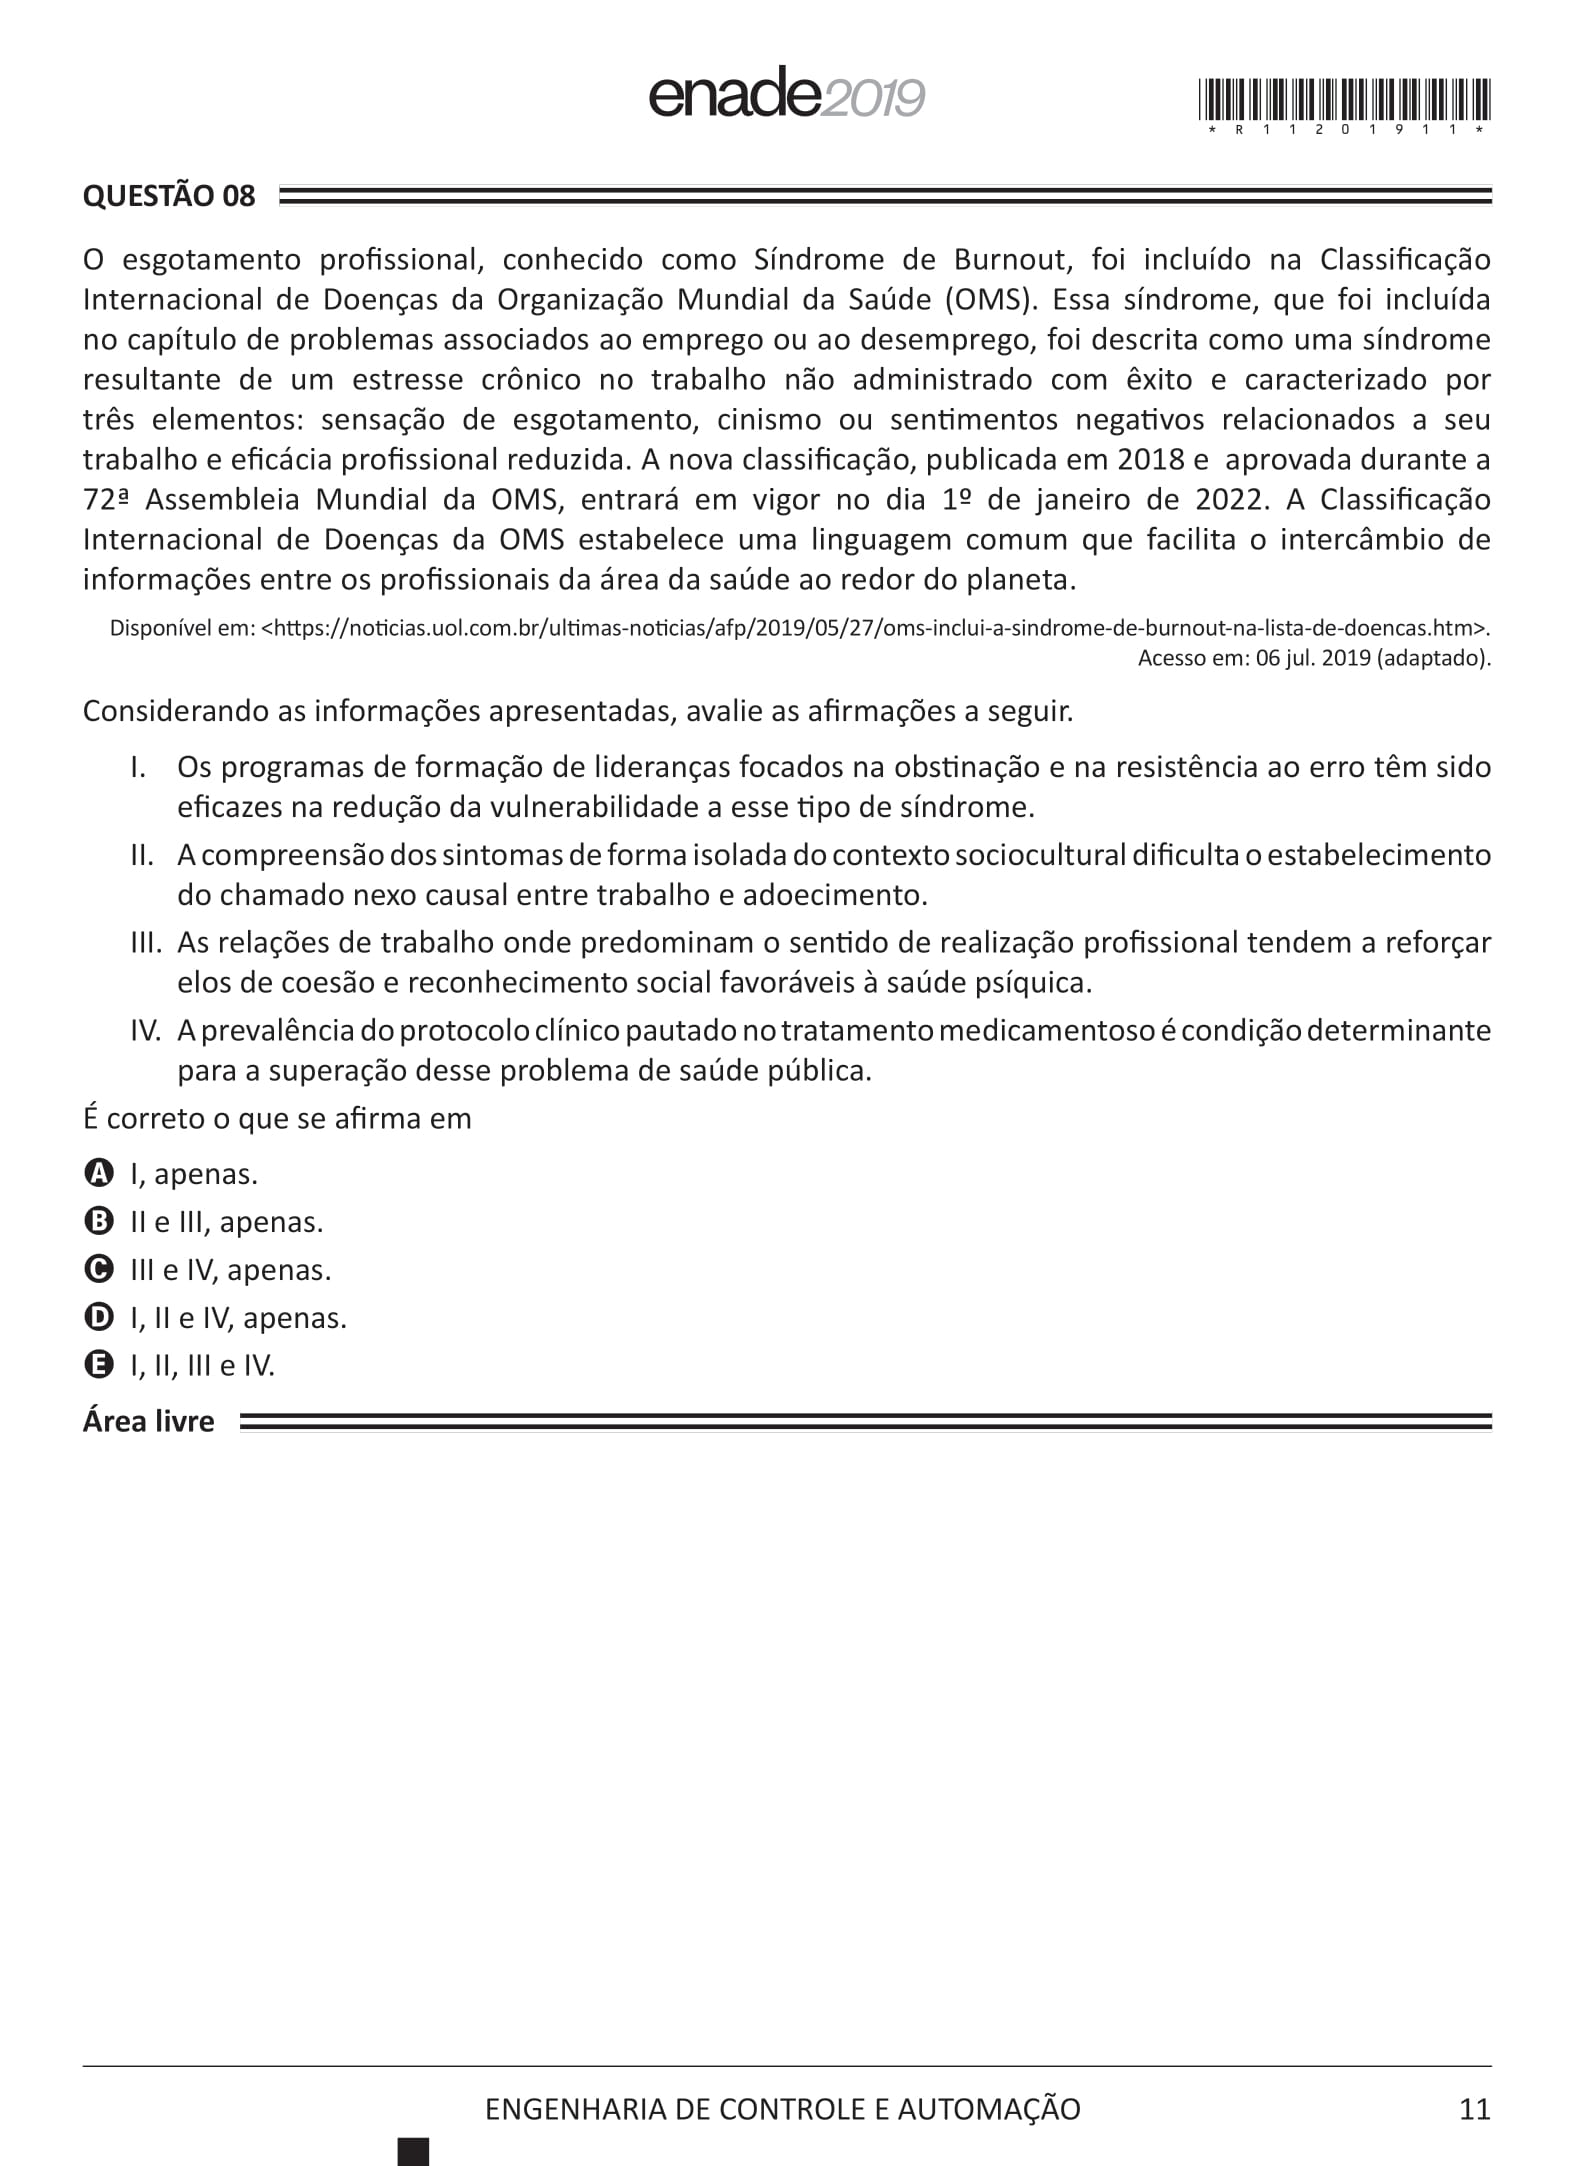 enade2019
*R11201911*
QUESTÃO 08
O esgotamento profissional, conhecido como Síndrome de Burnout, foi incluído na Classificação
Internacional de Doenças da Organização Mundial da Saúde (OMS). Essa síndrome, que foi incluída
no capítulo de problemas associados ao emprego ou ao desemprego, foi descrita como uma síndrome
resultante de um estresse crônico no trabalho não administrado com êxito e caracterizado por
três elementos: sensação de esgotamento, cinismo ou sentimentos negativos relacionados a seu
trabalho e eficácia profissional reduzida. A nova classificação, publicada em 2018 e aprovada durante a
72ª Assembleia Mundial da OMS, entrará em vigor no dia 1º de janeiro de 2022. A Classificação
Internacional de Doenças da OMS estabelece uma linguagem comum que facilita o intercâmbio de
informações entre os profissionais da área da saúde ao redor do planeta.
Disponível em: <https://noticias.uol.com.br/ultimas-noticias/afp/2019/05/27/oms-inclui-a-sindrome-de-burnout-na-lista-de-doencas.htm>.
Acesso em: 06 jul. 2019 (adaptado).
Considerando as informações apresentadas, avalie as afirmações a seguir.
I. Os programas de formação de lideranças focados na obstinação e na resistência ao erro têm sido
eficazes na redução da vulnerabilidade a esse tipo de síndrome.
II. A compreensão dos sintomas de forma isolada do contexto sociocultural dificulta o estabelecimento
do chamado nexo causal entre trabalho e adoecimento.
III. As relações de trabalho onde predominam o sentido de realização profissional tendem a reforçar
elos de coesão e reconhecimento social favoráveis à saúde psíquica.
IV. A prevalência do protocolo clínico pautado no tratamento medicamentoso é condição determinante
para a superação desse problema de saúde pública.
É correto o que se afirma em
A I, apenas.
B II e III, apenas.
C III e IV, apenas.
D I, II e IV, apenas.
E I, II, III e IV.
Área livre
ENGENHARIA DE CONTROLE E AUTOMAÇÃO
11